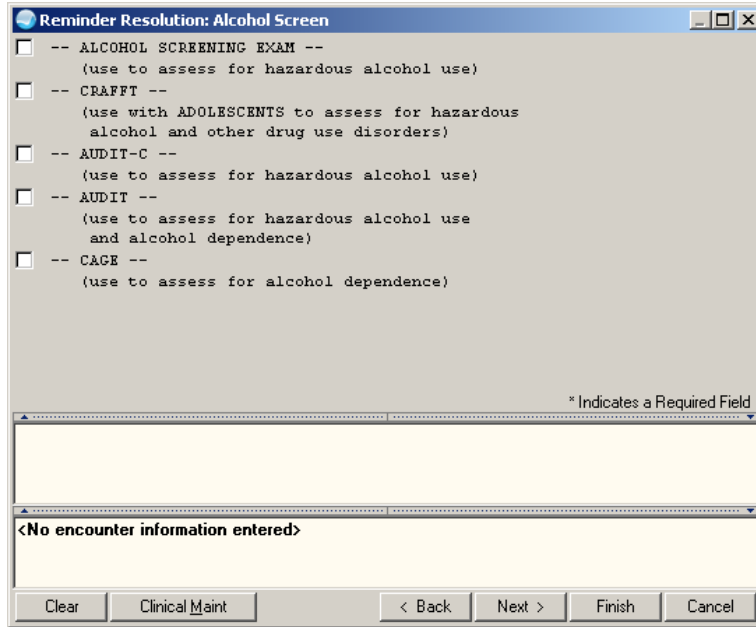 Reminder Resolution: Alcohol Screen
-- ALCOHOL SCREENING EXAM --
(use to assess for hazardous alcohol use)
-- CRAFFT --
(use with ADOLESCENTS to assess for hazardous
alcohol and other drug use disorders)
-- AUDIT-C --
(use to assess for hazardous alcohol use)
-- AUDIT --
(use to assess for hazardous alcohol use
and alcohol dependence)
-- CAGE --
(use to assess for alcohol dependence)
* Indicates a Required Field
<No encounter information entered>
Clear Clinical Maint < Back Next > Finish Cancel